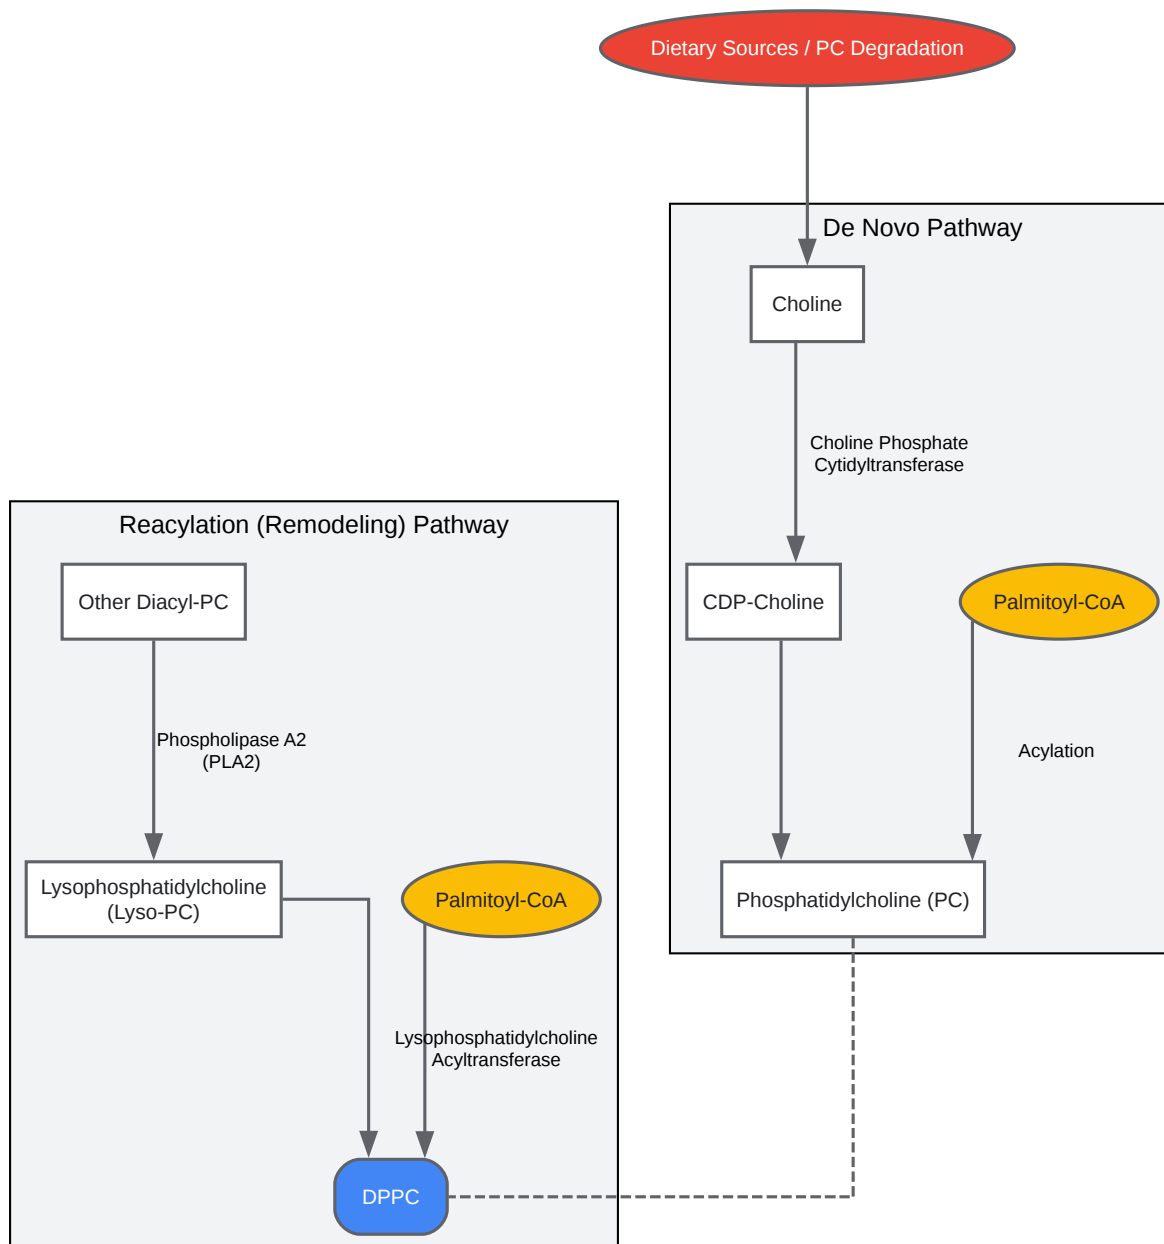 Dietary Sources / PC Degradation
De Novo Pathway
Choline
Choline Phosphate
Cytidyltransferase
Reacylation (Remodeling) Pathway
Other Diacyl-PC
CDP-Choline
Palmitoyl-CoA
Phospholipase A2
(PLA2)
Acylation
Lysophosphatidylcholine
(Lyso-PC)
Palmitoyl-CoA
Phosphatidylcholine (PC)
Lysophosphatidylcholine
Acyltransferase
DPPC